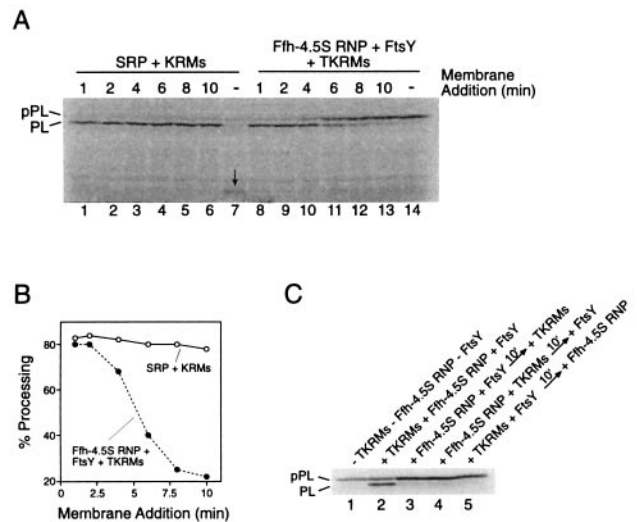 A
SRP + KRMs
Ffh-4.5S RNP + FtsY
+ TKRMs
1 2 4 6 8 10 - 1 2 4 6 8 10 -
Membrane
Addition (min)
pPL
PL
1 2 3 4 5 6 7 8 9 10 11 12 13 14
B
% Processing
80
60
40
20
SRP + KRMs
Ffh-4.5S RNP +
FtsY + TKRMs
0 2.5 5 7.5 10
Membrane Addition (min)
C
- TKRMs - Ffh-4.5S RNP - FtsY
+ TKRMs + Ffh-4.5S RNP + FtsY
+ Ffh-4.5S RNP + FtsY 10' TKRMs
+ Ffh-4.5S RNP + TKRMs 10' FtsY
+ TKRMs + FtsY 10' Ffh-4.5S RNP
pPL
PL
1 2 3 4 5